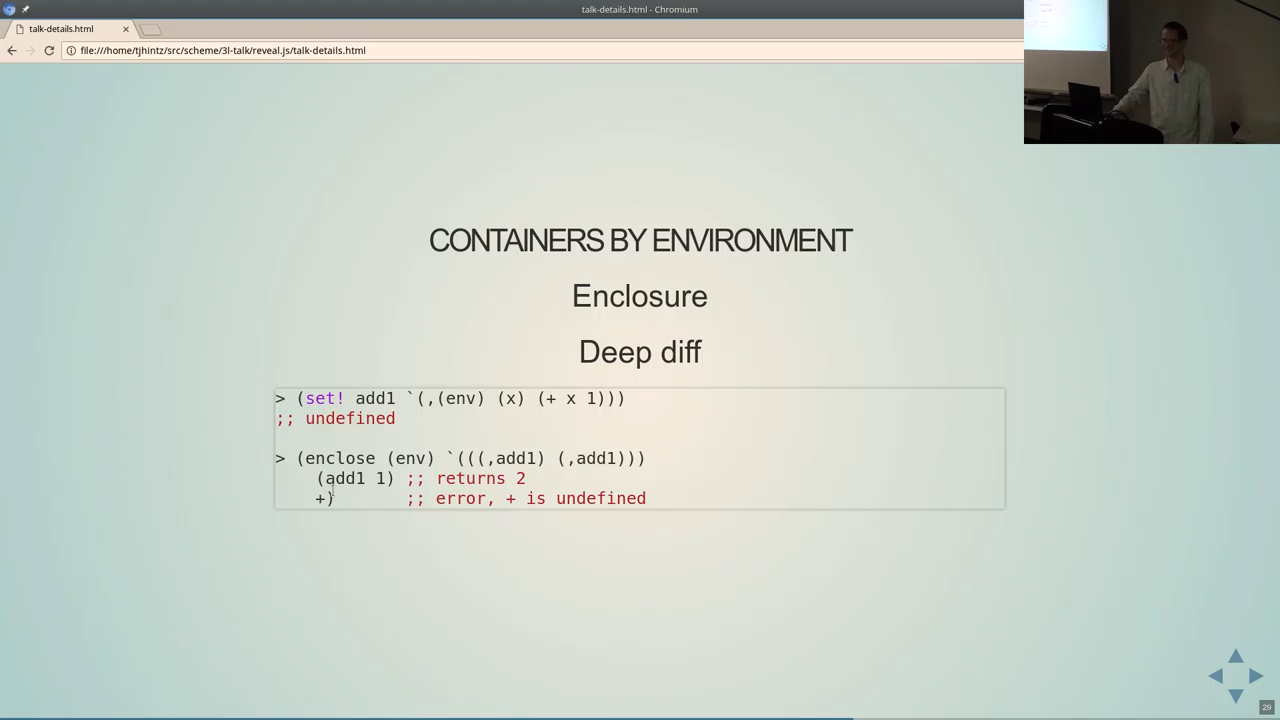 talk-details.html - Chromium
talk-details.html
file:///home/tjhintz/src/scheme/3l-talk/reveal.js/talk-details.html
CONTAINERS BY ENVIRONMENT
Enclosure
Deep diff
> (set! add1 `(,(env) (x) (+ x 1)))
;; undefined
> (enclose (env) `(((,add1) (,add1)))
(add1 1) ;; returns 2
+) ;; error, + is undefined
29